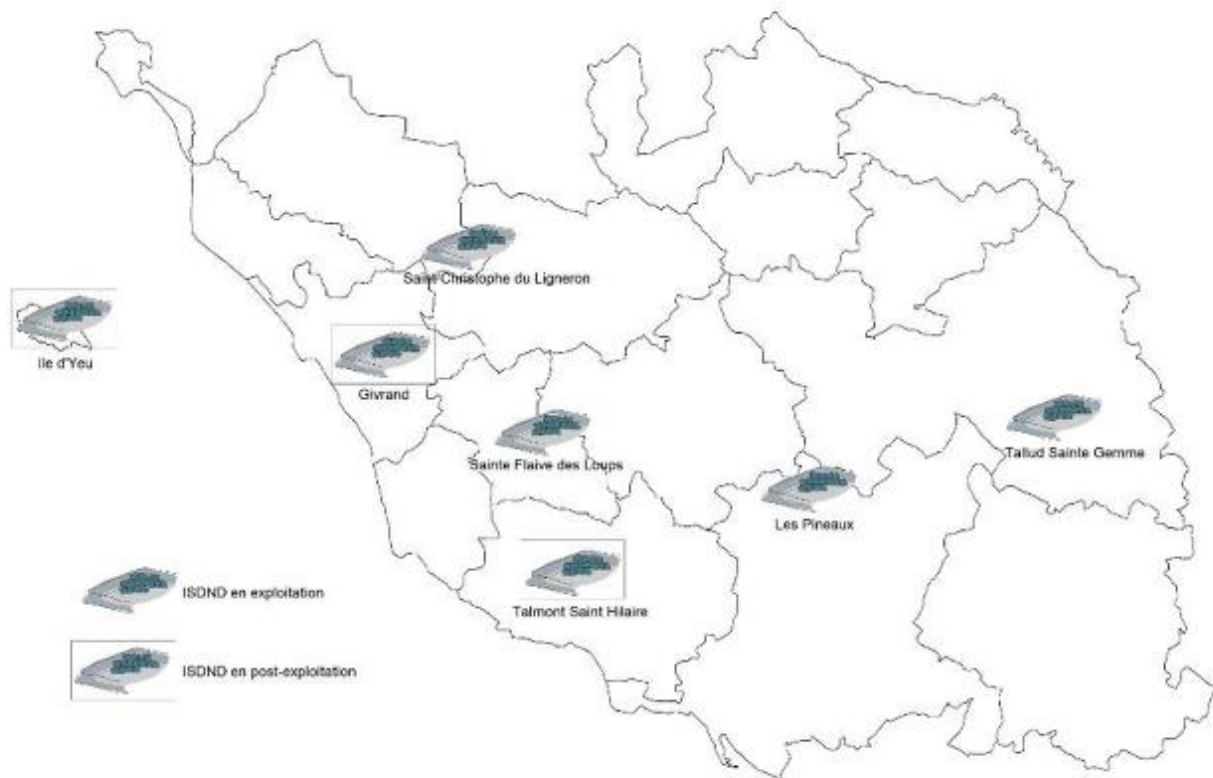 Saint Christophe du Ligneron
Ile d'Yeu
Givrand
Sainte Flaive des Loups
Tallud Sainte Gemme
Les Pineaux
ISDND en exploitation
Talmont Saint Hilaire
ISDND en post-exploitation